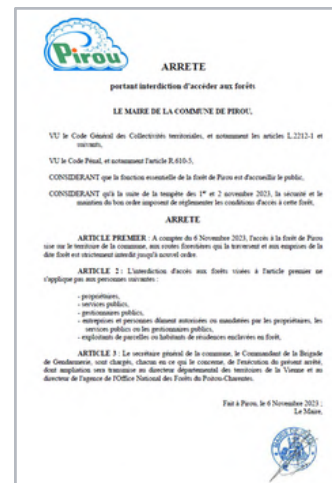 Pirou
ARRETE
portant interdiction d'accéder aux forêts
LE MAIRE DE LA COMMUNE DE PIROU,
VU le Code Général des Collectivités territoriales, et notamment les articles L.2212-1 et
suivants,
VU le Code Pénal, et notamment l'article R.610-5,
CONSIDERANT que la fonction essentielle de la forêt de Pirou est d'accueillir le public,
CONSIDERANT qu'à la suite de la tempête des 1er et 2 novembre 2023, la sécurité et le
maintien du bon ordre imposent de réglementer les conditions d'accès à cette forêt,
ARRETE
ARTICLE PREMIER : A compter du 6 Novembre 2023, l'accès à la forêt de Pirou
sise sur le territoire de la commune, aux routes forestières qui la traversent et aux emprises de la
dite forêt est strictement interdit jusqu'à nouvel ordre.
ARTICLE 2 : L'interdiction d'accès aux forêts visées à l'article premier ne
s'applique pas aux personnes suivantes :
- propriétaires,
- services publics,
- gestionnaires publics,
- entreprises et personnes dûment autorisées ou mandatées par les propriétaires, les
services publics ou les gestionnaires publics,
- exploitants de parcelles ou habitants de résidences enclavées en forêt,
ARTICLE 3 : Le secrétaire général de la commune, le Commandant de la Brigade
de Gendarmerie, sont chargés, chacun en ce qui le concerne, de l'exécution du présent arrêté,
dont ampliation sera transmise au directeur départemental des territoires de la Vienne et au
directeur de l'agence de l'Office National des Forêts du Poitou-Charentes.
Fait à Pirou, le 6 Novembre 2023 ;
Le Maire,